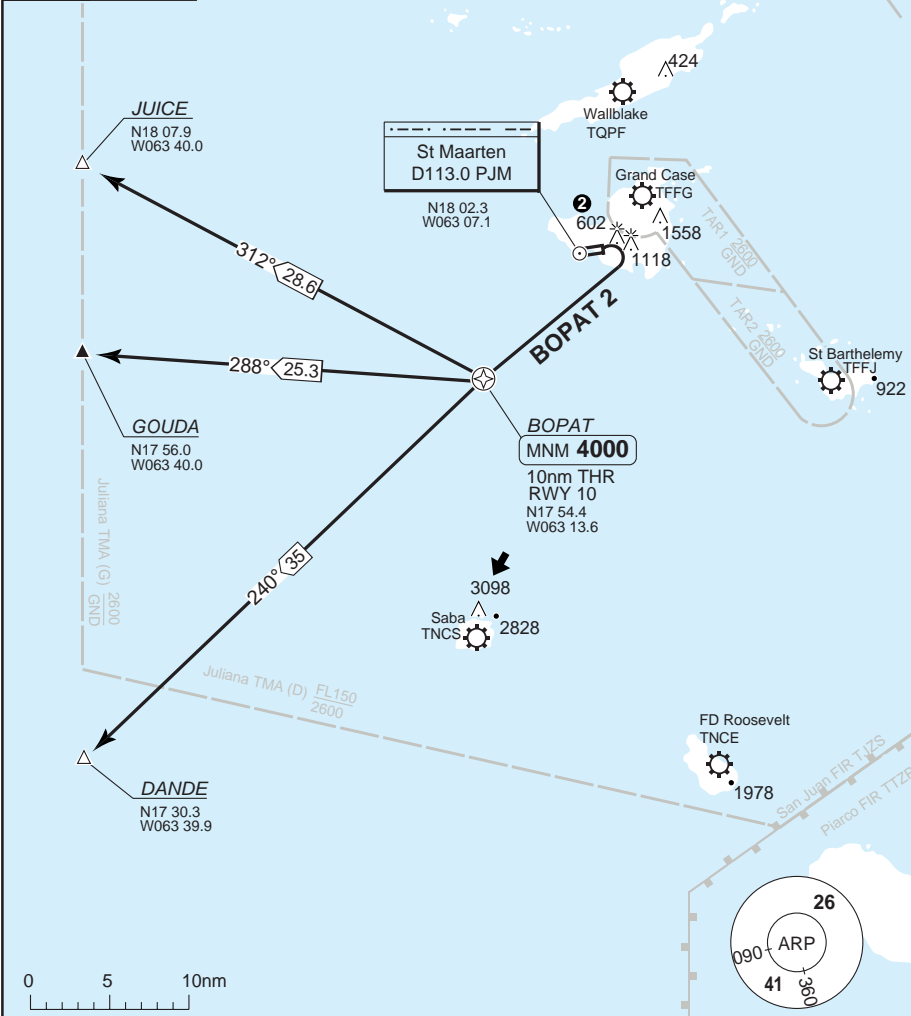 424
JUICE
N18 07.9
W063 40.0
Wallblake
TQPF
St Maarten
D113.0 PJM
N18 02.3
W063 07.1
Grand Case
TFFG
2
602
1558
1118
TAR1 2600
GND
TAR2 2600
GND
312° 28.6
BOPAT 2
288° 25.3
St Barthelemy
TFFJ
922
GOUDA
N17 56.0
W063 40.0
BOPAT
MNM 4000
10nm THR
RWY 10
N17 54.4
W063 13.6
Juliana TMA (G) 2600
GND
240° 35
3098
Saba
TNCS
2828
Juliana TMA (D) FL150
2600
FD Roosevelt
TNCE
1978
San Juan FIR TJZS
Piarco FIR TTZP
DANDE
N17 30.3
W063 39.9
26
ARP
090
360
41
0 5 10nm